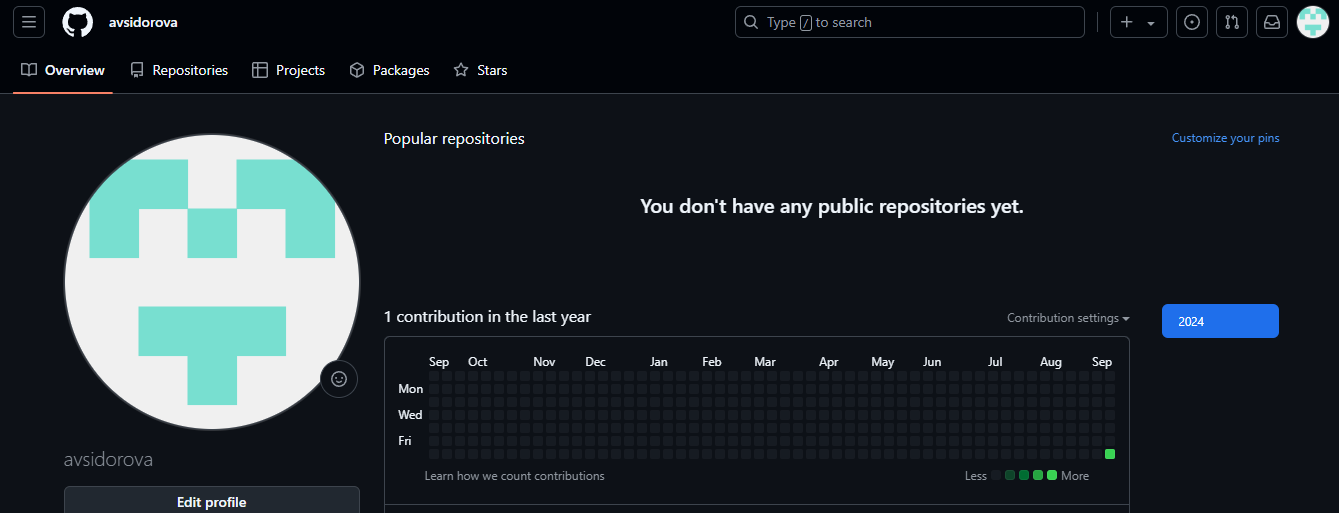 avsidorova
Type / to search
Overview Repositories Projects Packages Stars
Popular repositories
Customize your pins
You don't have any public repositories yet.
1 contribution in the last year
Contribution settings
2024
Sep Oct Nov Dec Jan Feb Mar Apr May Jun Jul Aug Sep
Mon
Wed
Fri
Learn how we count contributions
Less More
avsidorova
Edit profile